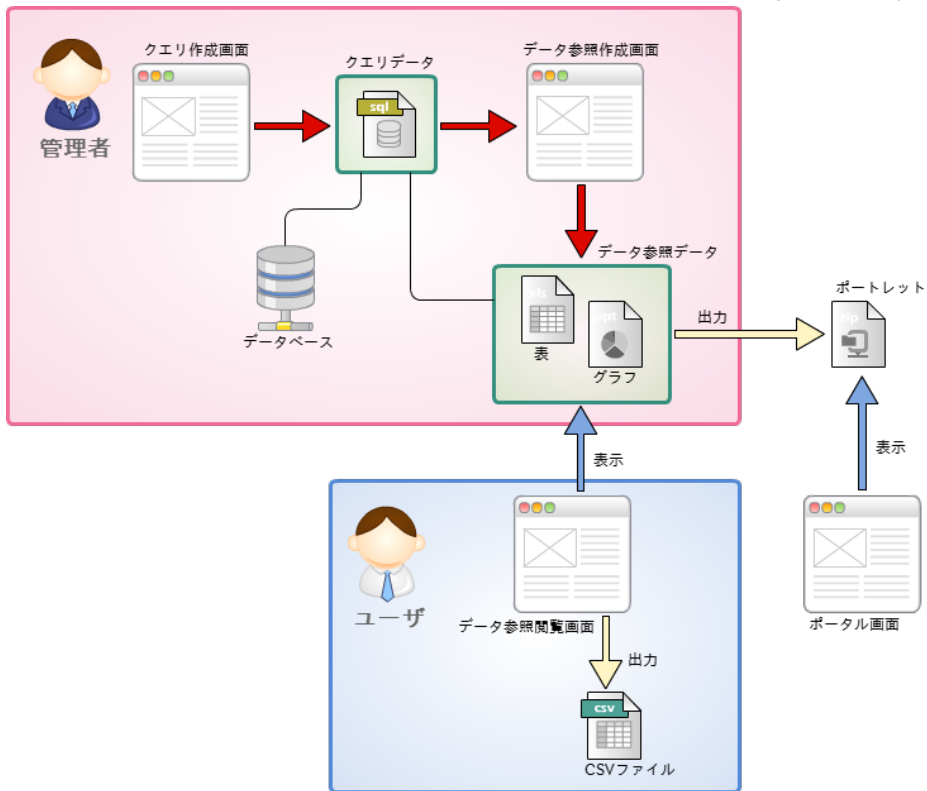 クエリ作成画面
クエリデータ
データ参照作成画面
sql
管理者
データ参照データ
データベース
xls
表
ppt
グラフ
出力
ポートレット
zip
表示
表示
ユーザ
データ参照閲覧画面
ポータル画面
出力
csv
CSVファイル